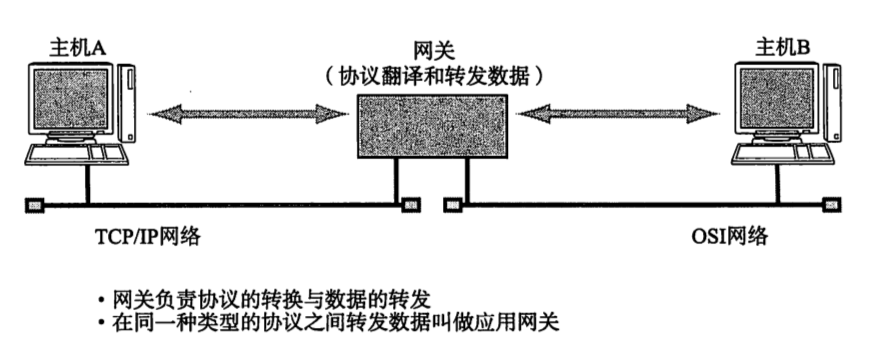 主机A
网关
（协议翻译和转发数据）
主机B
TCP/IP网络
OSI网络
・网关负责协议的转换与数据的转发
・在同一种类型的协议之间转发数据叫做应用网关